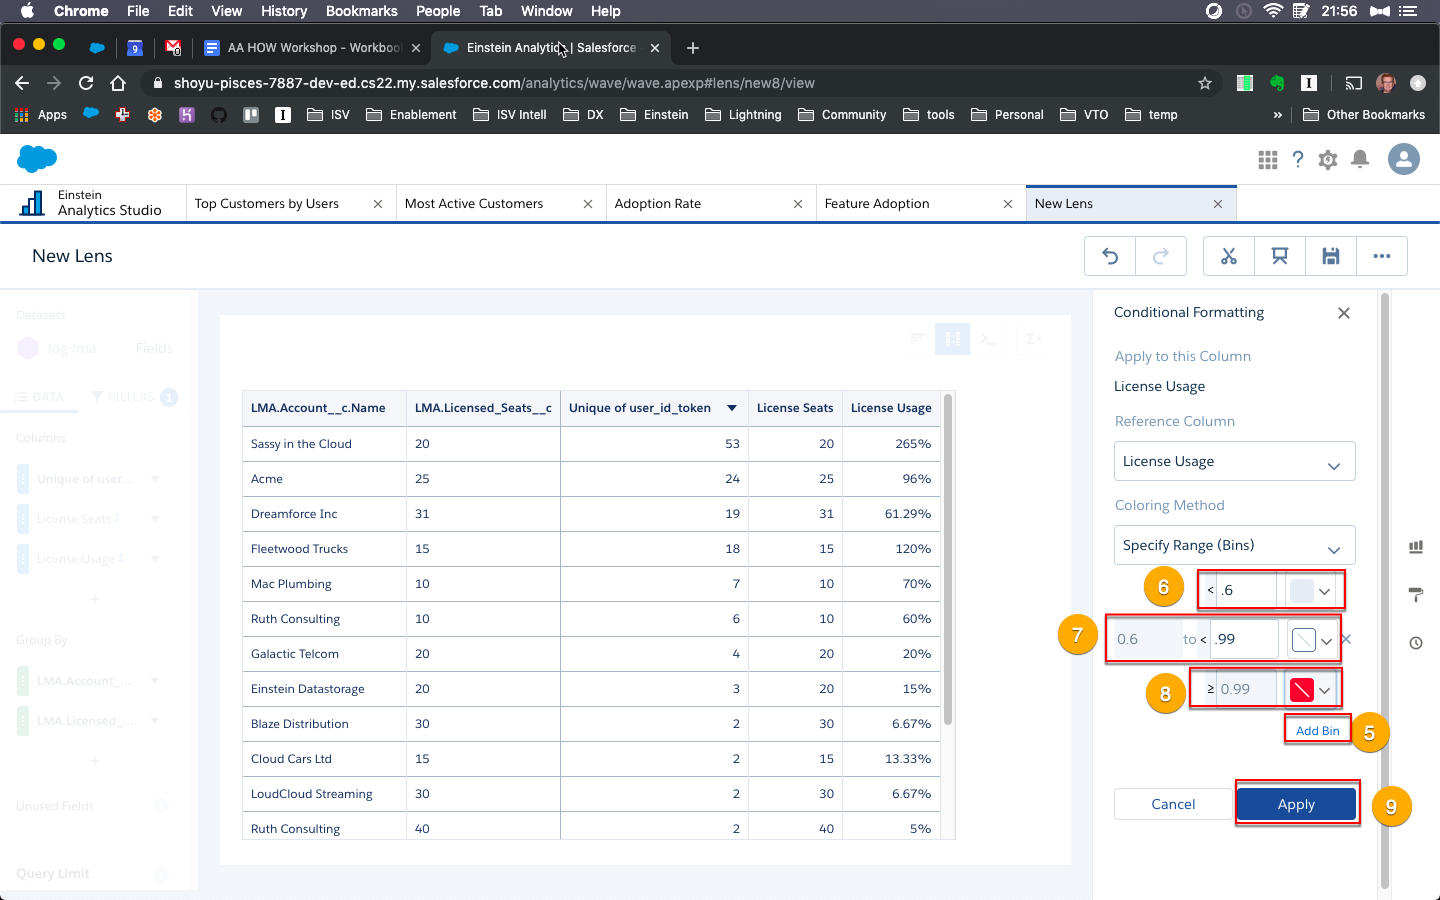 Chrome File Edit View History Bookmarks People Tab Window Help 21:56
9 0 AA HOW Workshop - Workboo Einstein Analytics | Salesforce
shoyu-pisces-7887-dev-ed.cs22.my.salesforce.com/analytics/wave/wave.apexp#lens/new8/view
Apps ISV Enablement ISV Intell DX Einstein Lightning Community tools Personal VTO temp » Other Bookmarks
Einstein
Analytics Studio
Top Customers by Users
Most Active Customers
Adoption Rate
Feature Adoption
New Lens
New Lens
Datasets
log-lma Fields
DATA FILTERS 1
Columns
Unique of user...
License Seats
License Usage
Group By
LMA.Account_...
LMA.Licensed_...
Unused Fields
Query Limit
LMA.Account__c.Name LMA.Licensed_Seats__c Unique of user_id_token License Seats License Usage
Sassy in the Cloud 20 53 20 265%
Acme 25 24 25 96%
Dreamforce Inc 31 19 31 61.29%
Fleetwood Trucks 15 18 15 120%
Mac Plumbing 10 7 10 70%
Ruth Consulting 10 6 10 60%
Galactic Telcom 20 4 20 20%
Einstein Datastorage 20 3 20 15%
Blaze Distribution 30 2 30 6.67%
Cloud Cars Ltd 15 2 15 13.33%
LoudCloud Streaming 30 2 30 6.67%
Ruth Consulting 40 2 40 5%
Conditional Formatting
Apply to this Column
License Usage
Reference Column
License Usage
Coloring Method
Specify Range (Bins)
6 < .6
7 0.6 to < .99
8 ≥ 0.99
Add Bin 5
Cancel Apply 9